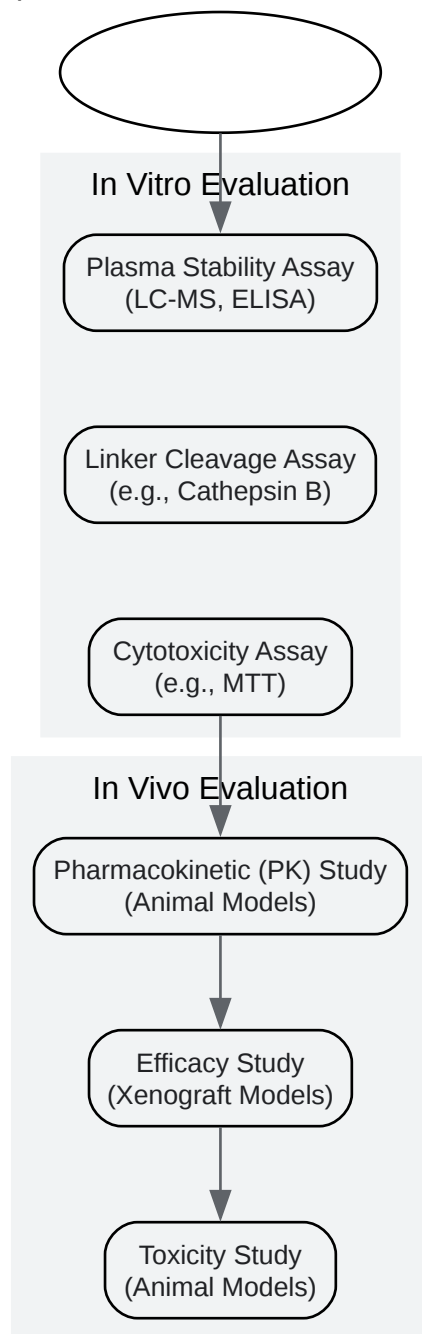 In Vitro Evaluation
Plasma Stability Assay
(LC-MS, ELISA)
Linker Cleavage Assay
(e.g., Cathepsin B)
Cytotoxicity Assay
(e.g., MTT)
In Vivo Evaluation
Pharmacokinetic (PK) Study
(Animal Models)
Efficacy Study
(Xenograft Models)
Toxicity Study
(Animal Models)